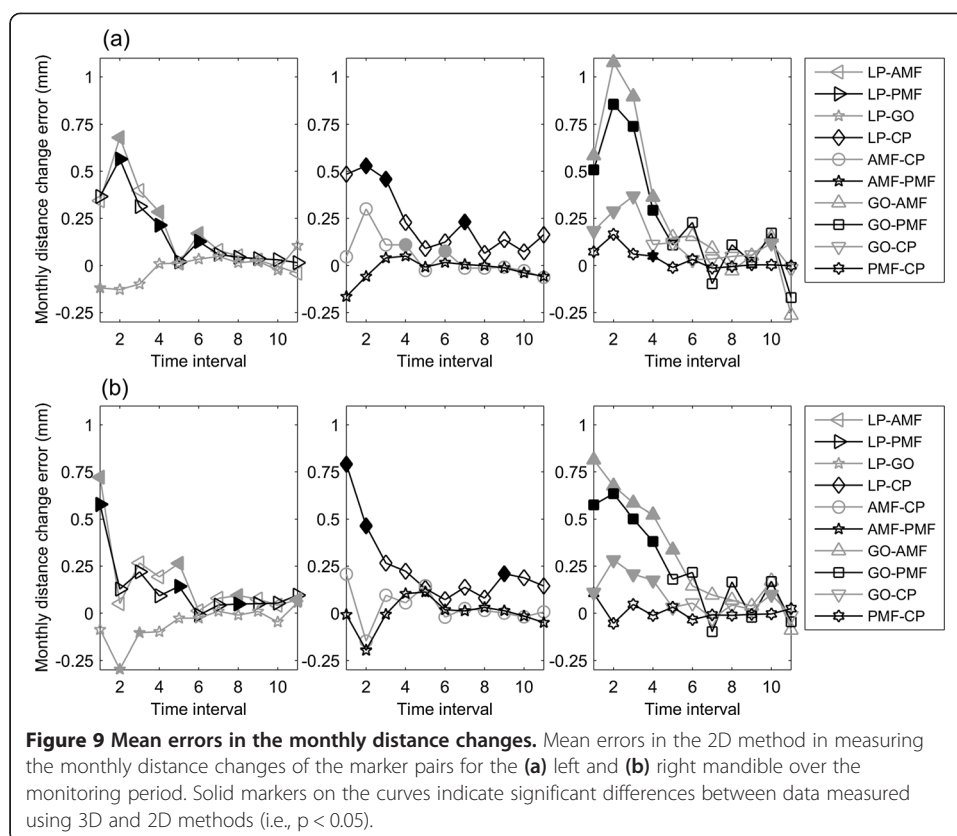 (a)
Monthly distance change error (mm)
1
0.75
0.5
0.25
0
-0.25
2 4 6 8 10
Time interval
1
0.75
0.5
0.25
0
-0.25
2 4 6 8 10
Time interval
1
0.75
0.5
0.25
0
-0.25
2 4 6 8 10
Time interval
LP-AMF
LP-PMF
LP-GO
LP-CP
AMF-CP
AMF-PMF
GO-AMF
GO-PMF
GO-CP
PMF-CP
(b)
Monthly distance change error (mm)
1
0.75
0.5
0.25
0
-0.25
2 4 6 8 10
Time interval
1
0.75
0.5
0.25
0
-0.25
2 4 6 8 10
Time interval
1
0.75
0.5
0.25
0
-0.25
2 4 6 8 10
Time interval
LP-AMF
LP-PMF
LP-GO
LP-CP
AMF-CP
AMF-PMF
GO-AMF
GO-PMF
GO-CP
PMF-CP
Figure 9 Mean errors in the monthly distance changes. Mean errors in the 2D method in measuring
the monthly distance changes of the marker pairs for the (a) left and (b) right mandible over the
monitoring period. Solid markers on the curves indicate significant differences between data measured
using 3D and 2D methods (i.e., p < 0.05).